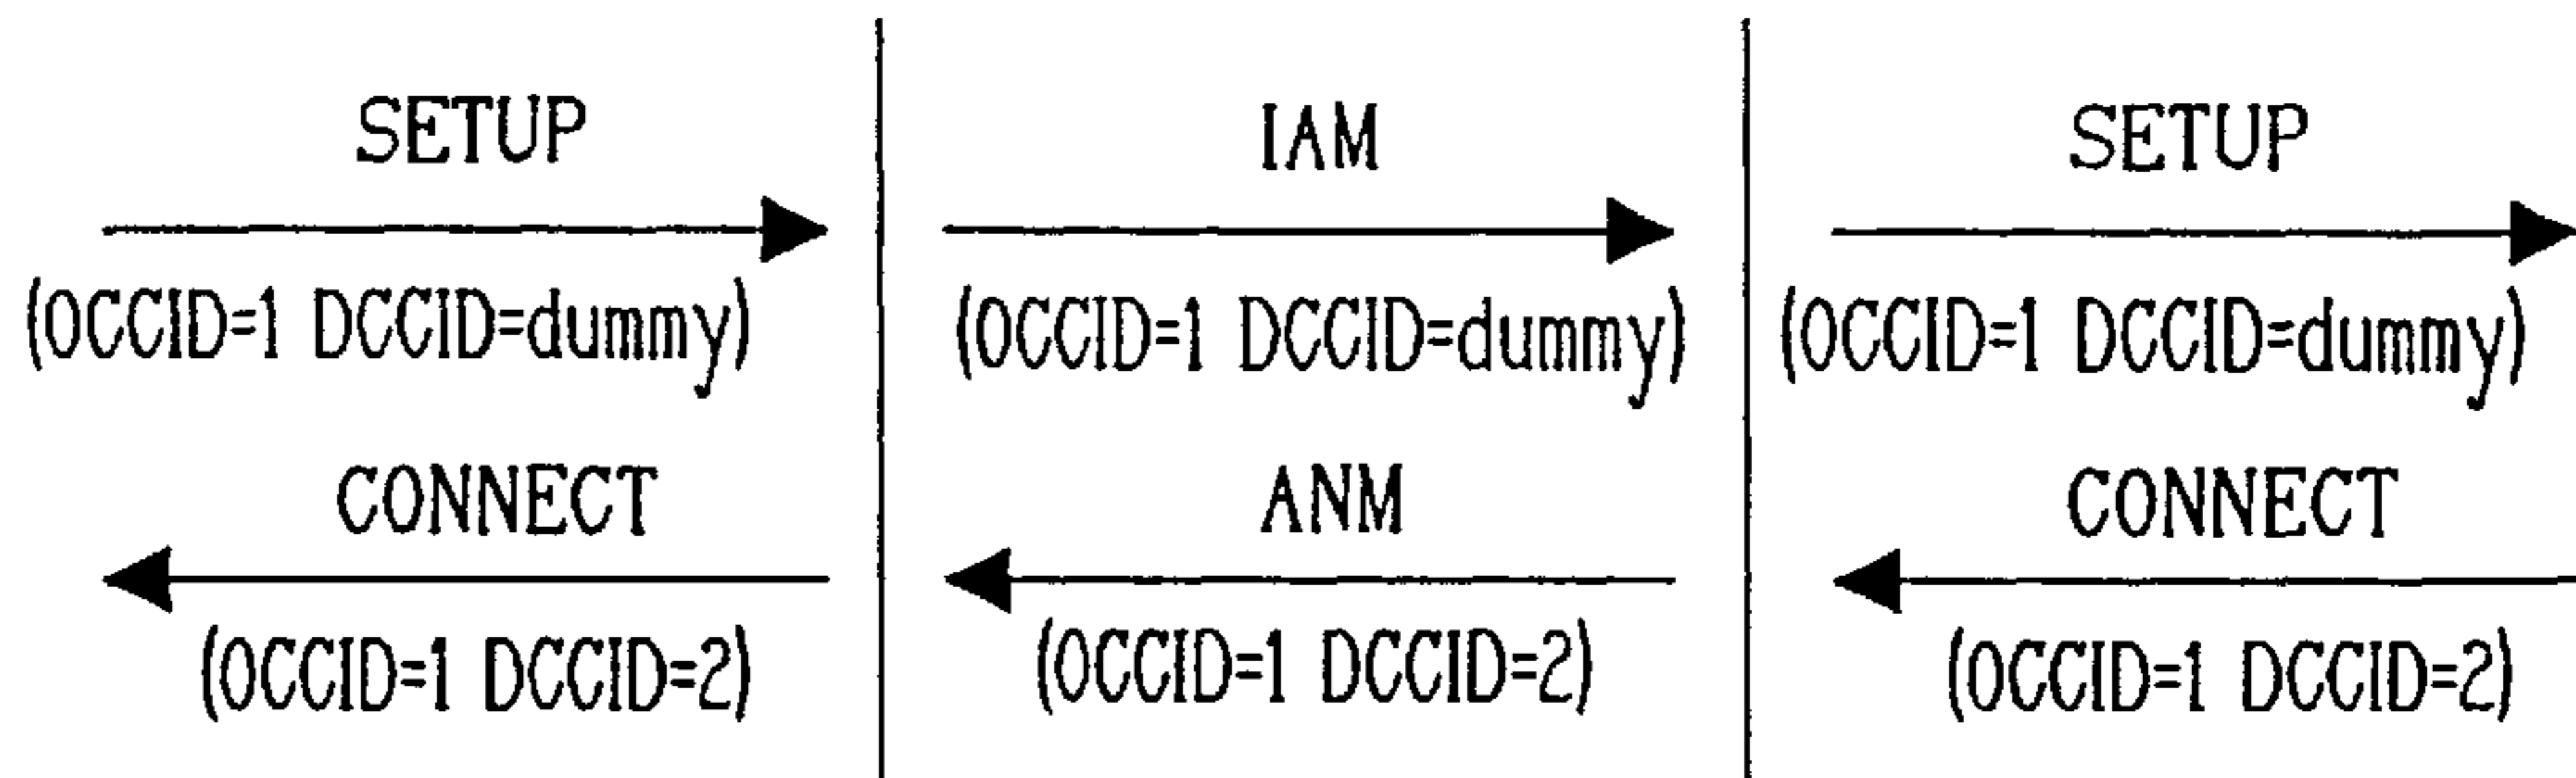 SETUP IAM SETUP
(OCCID=1 DCCID=dummy) (OCCID=1 DCCID=dummy) (OCCID=1 DCCID=dummy)
CONNECT ANM CONNECT
(OCCID=1 DCCID=2) (OCCID=1 DCCID=2) (OCCID=1 DCCID=2)